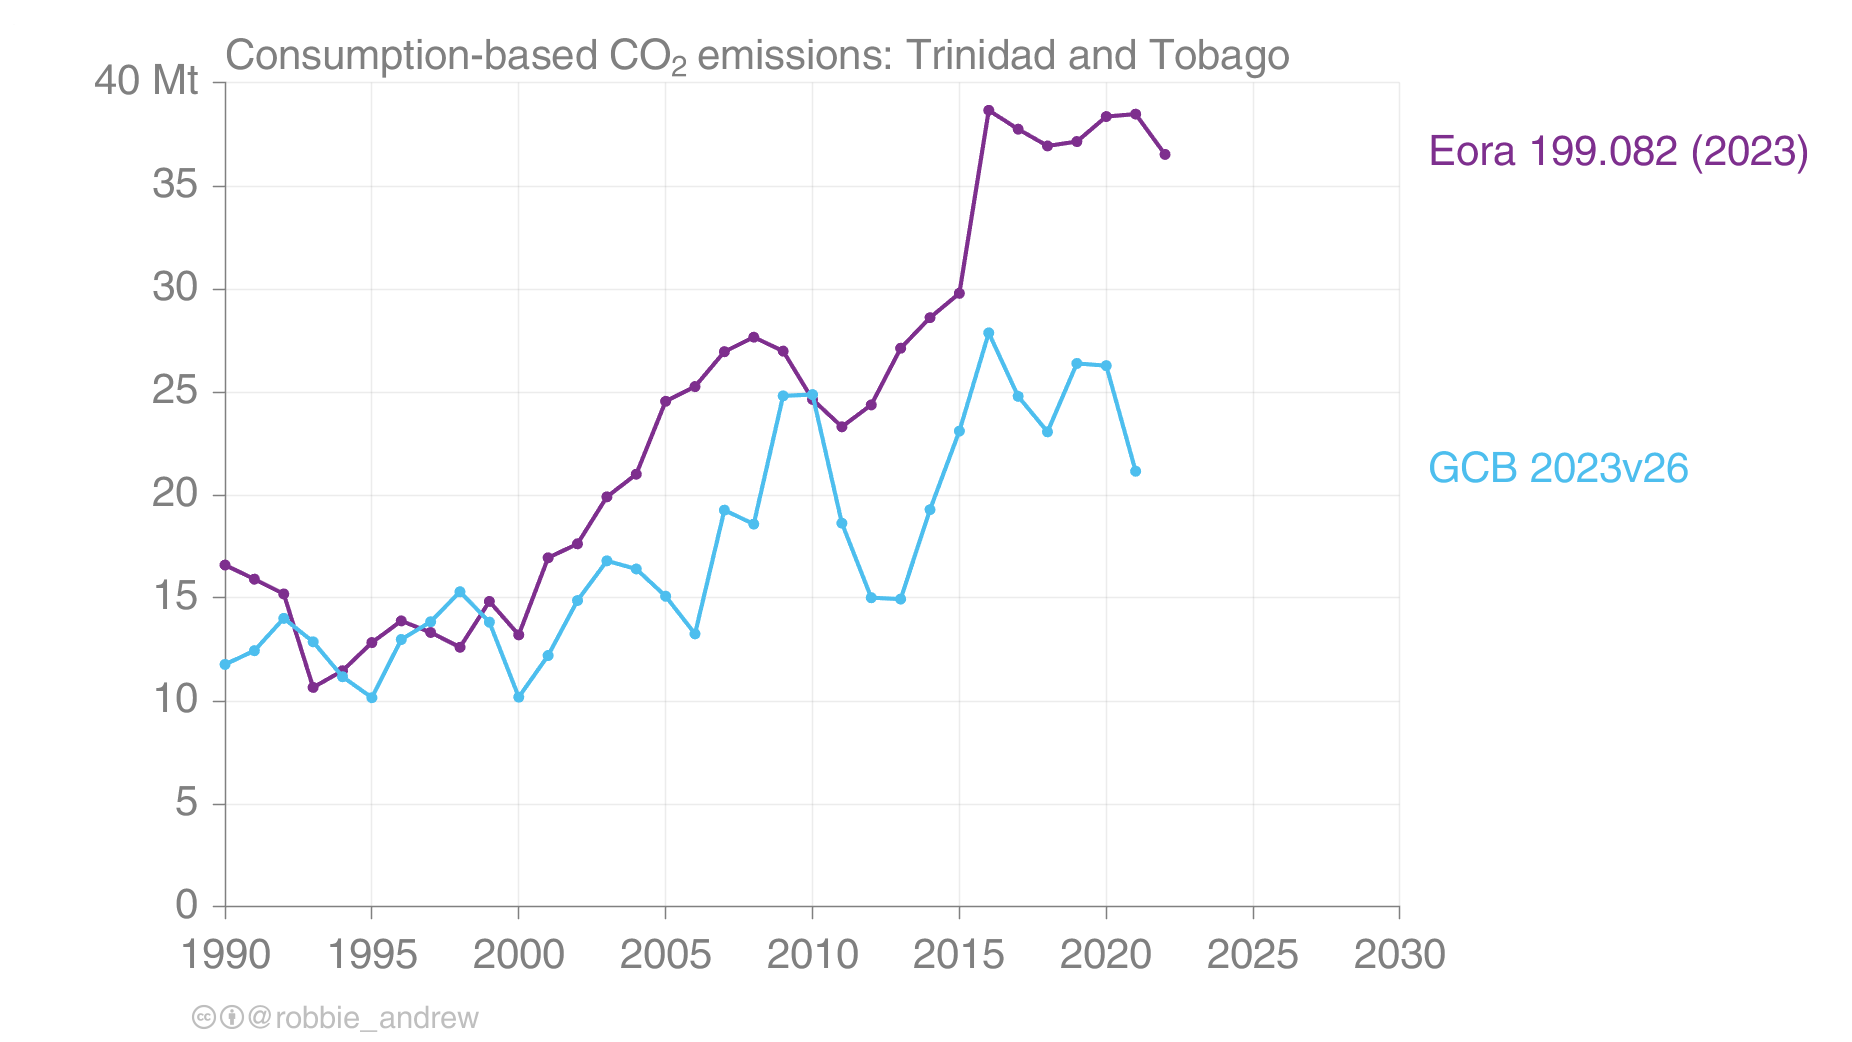 Consumption-based CO₂ emissions: Trinidad and Tobago
40 Mt
35
30
25
20
15
10
5
0
1990 1995 2000 2005 2010 2015 2020 2025 2030
Eora 199.082 (2023)
GCB 2023v26
@robbie_andrew